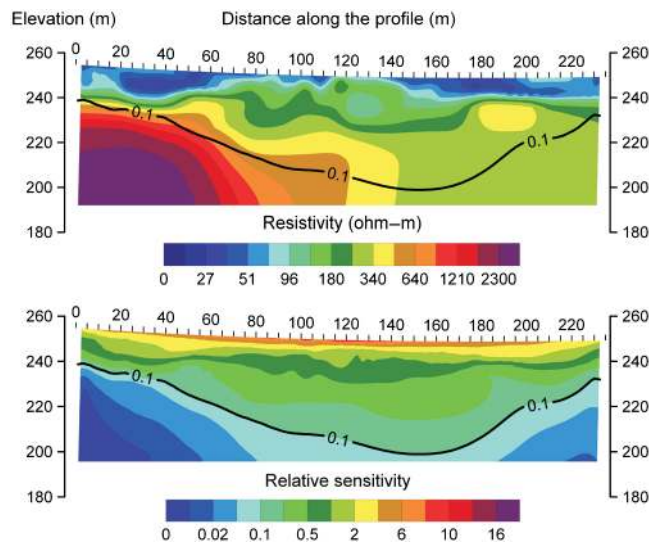 Elevation (m) Distance along the profile (m)
260 0 20 40 60 80 100 120 140 160 180 200 220 260
240 240
0.1 0.1
220 220
200 0.1 200
180 180
Resistivity (ohm–m)
0 27 51 96 180 340 640 1210 2300
260 0 20 40 60 80 100 120 140 160 180 200 220 260
240 240
0.1 0.1
220 220
200 0.1 200
180 180
Relative sensitivity
0 0.02 0.1 0.5 2 6 10 16